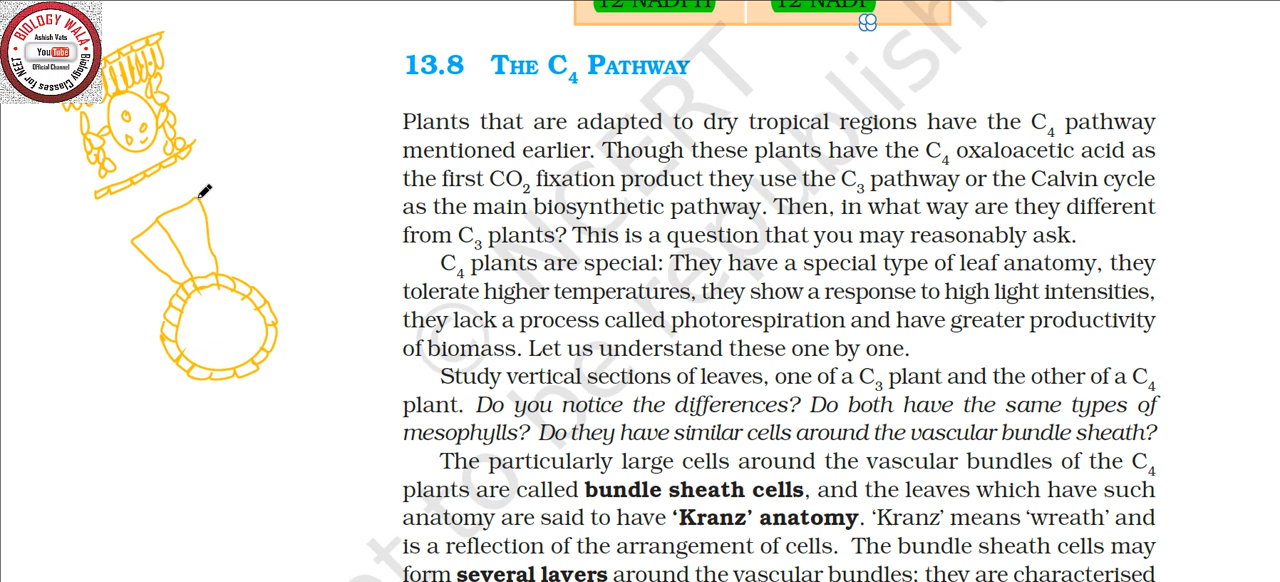 12 NADPH 12 NADP
BIOLOGY WALA
Ashish Vats
YouTube
Official Channel
Biology Classes for NEET
13.8 THE C4 PATHWAY
Plants that are adapted to dry tropical regions have the C4 pathway
mentioned earlier. Though these plants have the C4 oxaloacetic acid as
the first CO2 fixation product they use the C3 pathway or the Calvin cycle
as the main biosynthetic pathway. Then, in what way are they different
from C3 plants? This is a question that you may reasonably ask.
C4 plants are special: They have a special type of leaf anatomy, they
tolerate higher temperatures, they show a response to high light intensities,
they lack a process called photorespiration and have greater productivity
of biomass. Let us understand these one by one.
Study vertical sections of leaves, one of a C3 plant and the other of a C4
plant. Do you notice the differences? Do both have the same types of
mesophylls? Do they have similar cells around the vascular bundle sheath?
The particularly large cells around the vascular bundles of the C4
plants are called bundle sheath cells, and the leaves which have such
anatomy are said to have ‘Kranz’ anatomy. ‘Kranz’ means ‘wreath’ and
is a reflection of the arrangement of cells. The bundle sheath cells may
form several layers around the vascular bundles; they are characterised
© NCERT
not to be republished